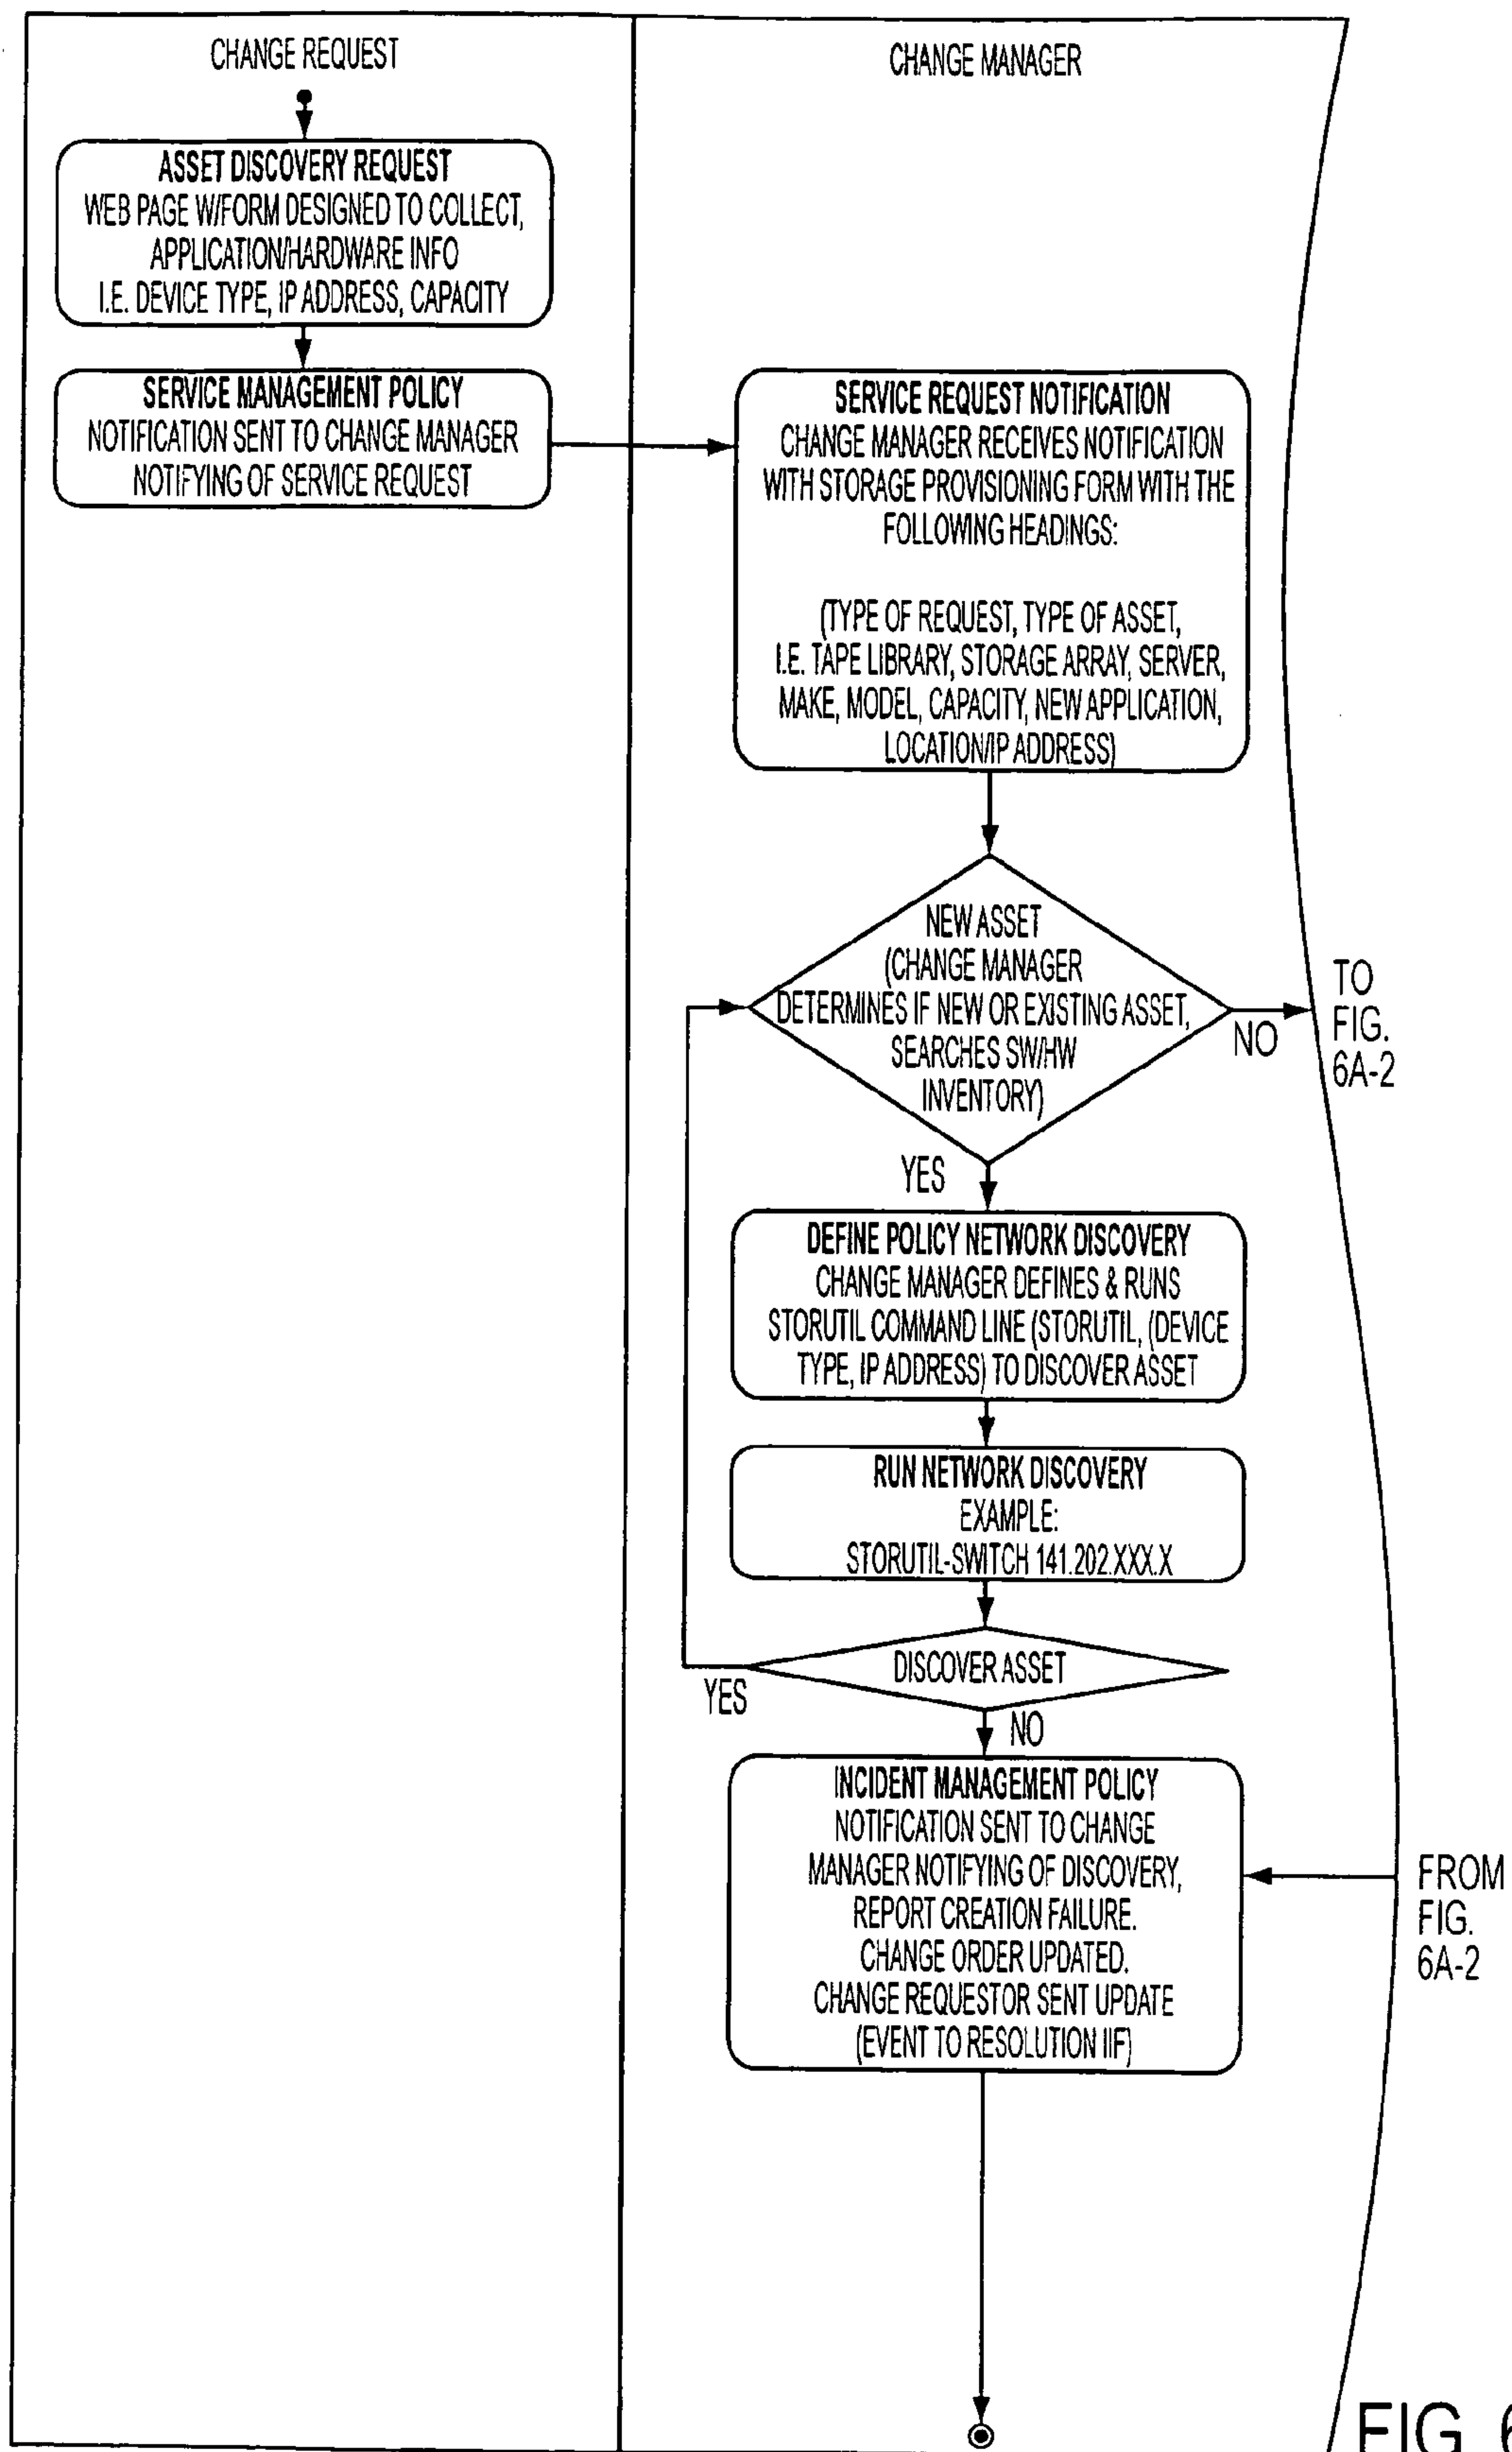 CHANGE REQUEST
ASSET DISCOVERY REQUEST
WEB PAGE W/FORM DESIGNED TO COLLECT,
APPLICATION/HARDWARE INFO
I.E. DEVICE TYPE, IP ADDRESS, CAPACITY
SERVICE MANAGEMENT POLICY
NOTIFICATION SENT TO CHANGE MANAGER
NOTIFYING OF SERVICE REQUEST
CHANGE MANAGER
SERVICE REQUEST NOTIFICATION
CHANGE MANAGER RECEIVES NOTIFICATION
WITH STORAGE PROVISIONING FORM WITH THE
FOLLOWING HEADINGS:
(TYPE OF REQUEST, TYPE OF ASSET,
I.E. TAPE LIBRARY, STORAGE ARRAY, SERVER,
MAKE, MODEL, CAPACITY, NEW APPLICATION,
LOCATION/IP ADDRESS)
NEW ASSET
(CHANGE MANAGER
DETERMINES IF NEW OR EXISTING ASSET,
SEARCHES SW/HW
INVENTORY)
NO
TO
FIG.
6A-2
YES
DEFINE POLICY NETWORK DISCOVERY
CHANGE MANAGER DEFINES & RUNS
STORUTIL COMMAND LINE (STORUTIL, (DEVICE
TYPE, IP ADDRESS) TO DISCOVER ASSET
RUN NETWORK DISCOVERY
EXAMPLE:
STORUTIL-SWITCH 141.202.XXX.X
DISCOVER ASSET
YES
NO
INCIDENT MANAGEMENT POLICY
NOTIFICATION SENT TO CHANGE
MANAGER NOTIFYING OF DISCOVERY,
REPORT CREATION FAILURE.
CHANGE ORDER UPDATED.
CHANGE REQUESTOR SENT UPDATE
(EVENT TO RESOLUTION IIF)
FROM
FIG.
6A-2
FIG. 6